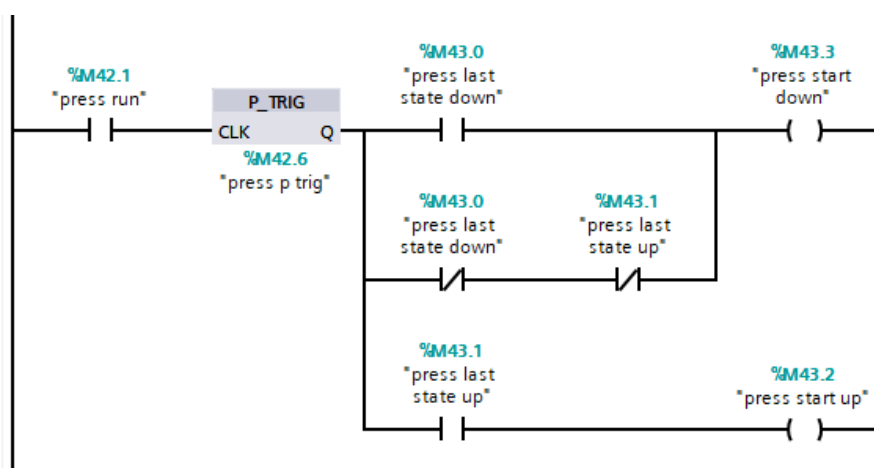 %M42.1
"press run"
P_TRIG
CLK Q
%M42.6
"press p trig"
%M43.0
"press last
state down"
%M43.3
"press start
down"
%M43.0
"press last
state down"
%M43.1
"press last
state up"
%M43.1
"press last
state up"
%M43.2
"press start up"